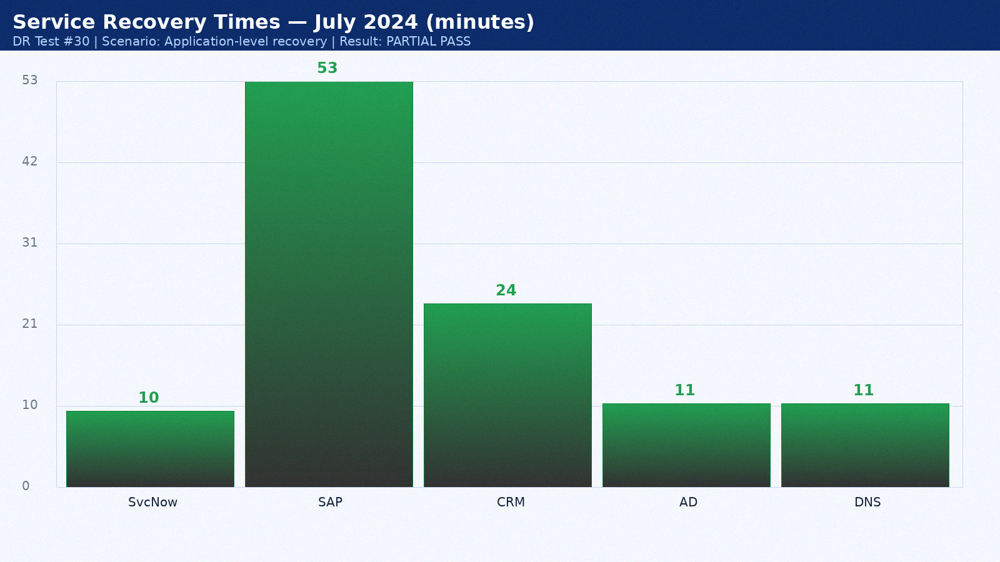 Service Recovery Times — July 2024 (minutes)
DR Test #30 | Scenario: Application-level recovery | Result: PARTIAL PASS
53
53
42
31
24
21
10
11
11
10
0
SvcNow
SAP
CRM
AD
DNS